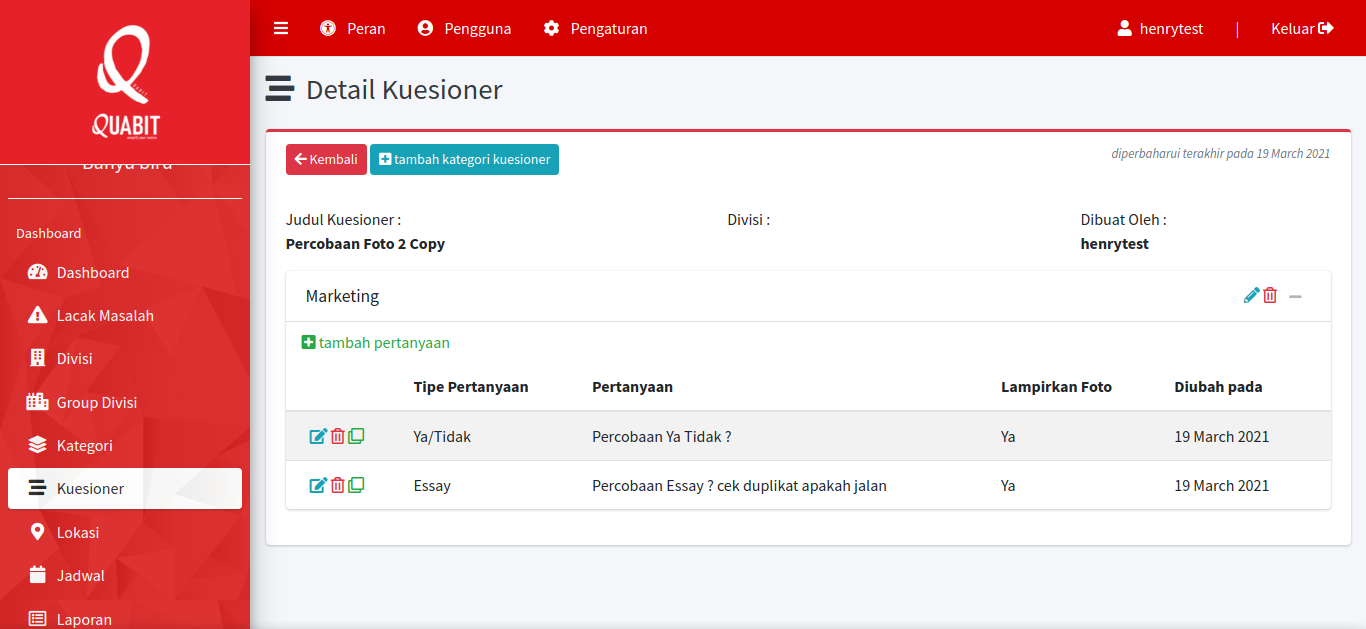 Peran
Pengguna
Pengaturan
henrytest
|
Keluar
QUABIT
Banyu biru
Dashboard
Dashboard
Lacak Masalah
Divisi
Group Divisi
Kategori
Kuesioner
Lokasi
Jadwal
Laporan
Detail Kuesioner
Kembali
tambah kategori kuesioner
diperbaharui terakhir pada 19 March 2021
Judul Kuesioner :
Percobaan Foto 2 Copy
Divisi :
Dibuat Oleh :
henrytest
Marketing
tambah pertanyaan
Tipe Pertanyaan Pertanyaan Lampirkan Foto Diubah pada
Ya/Tidak Percobaan Ya Tidak ? Ya 19 March 2021
Essay Percobaan Essay ? cek duplikat apakah jalan Ya 19 March 2021